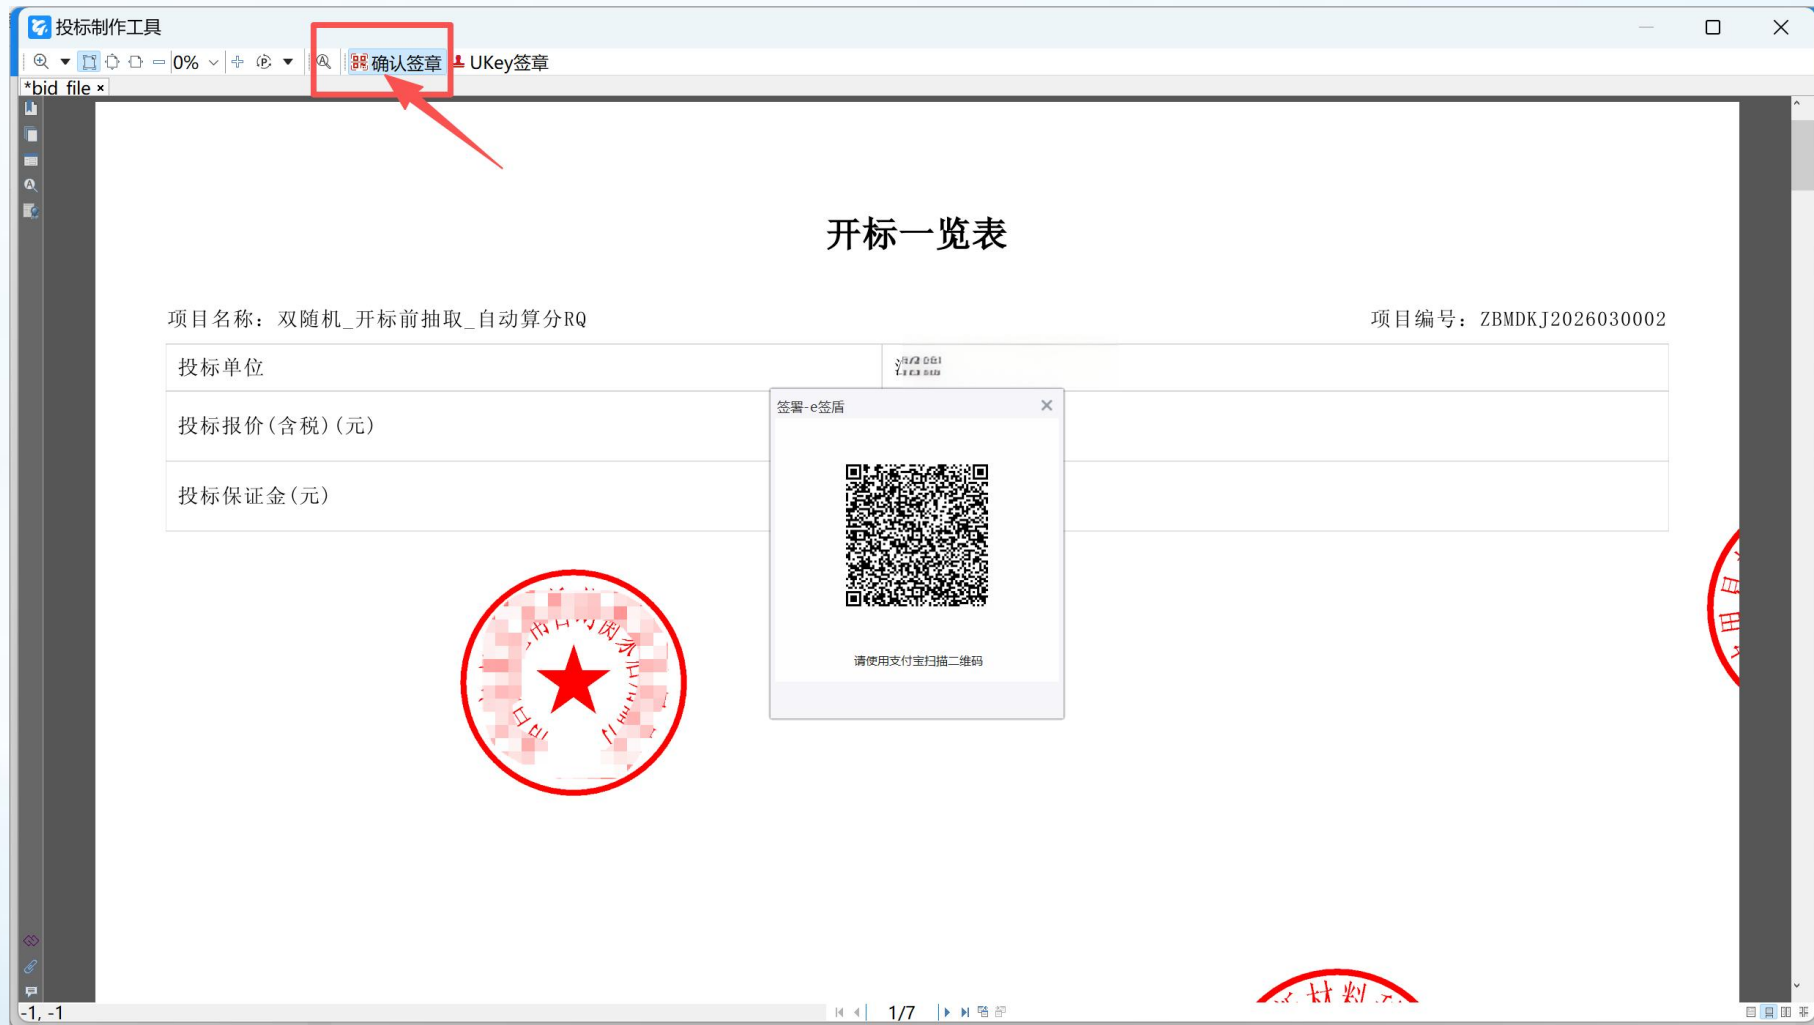 投标制作工具
0%
确认签章
UKey签章
*bid_file ×
开标一览表
项目名称：双随机_开标前抽取_自动算分RQ
项目编号：ZBMDKJ2026030002
投标单位
签署-e签盾
投标报价(含税)(元)
投标保证金(元)
请使用支付宝扫描二维码
材料
-1, -1
1/7